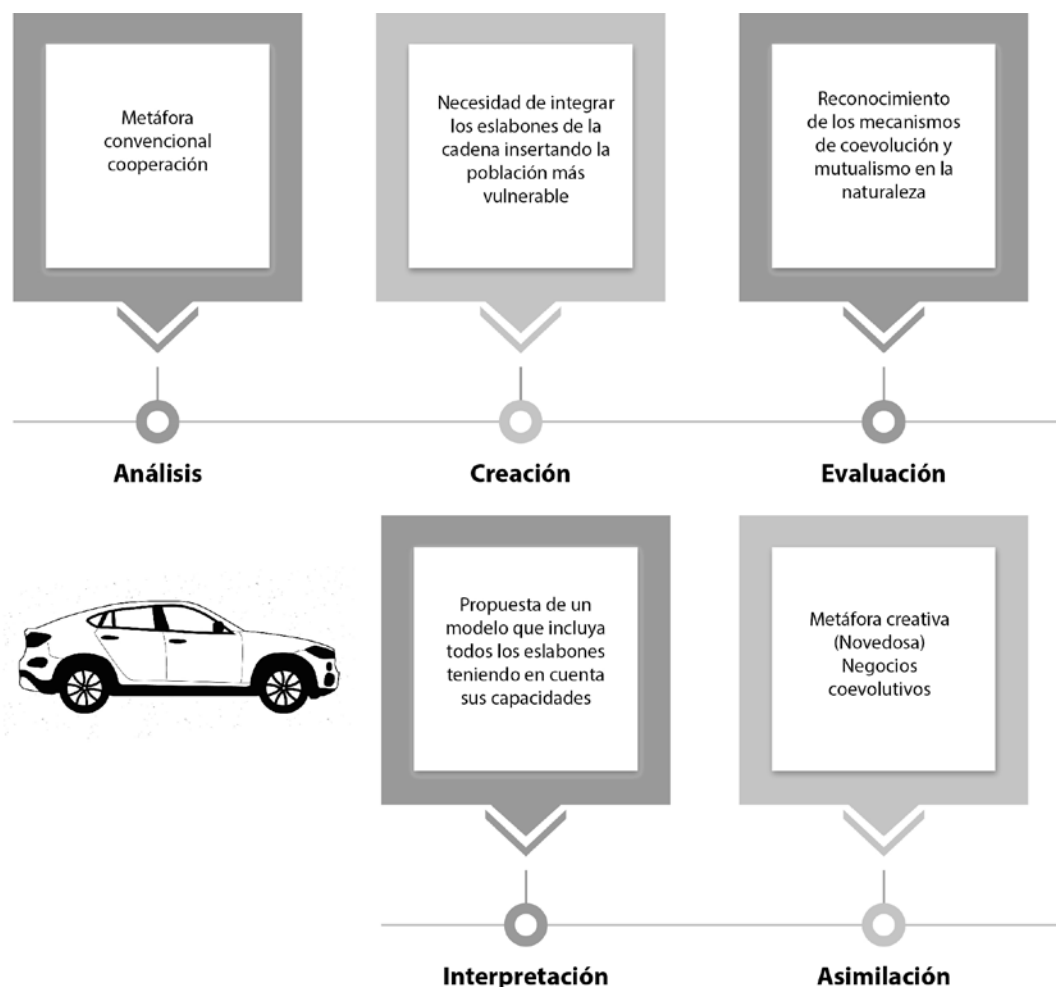 Metáfora
convencional
cooperación
Análisis
Necesidad de integrar
los eslabones de la
cadena insertando la
población más
vulnerable
Creación
Reconocimiento
de los mecanismos
de coevolución y
mutualismo en la
naturaleza
Evaluación
Propuesta de un
modelo que incluya
todos los eslabones
teniendo en cuenta
sus capacidades
Interpretación
Metáfora creativa
(Novedosa)
Negocios
coevolutivos
Asimilación